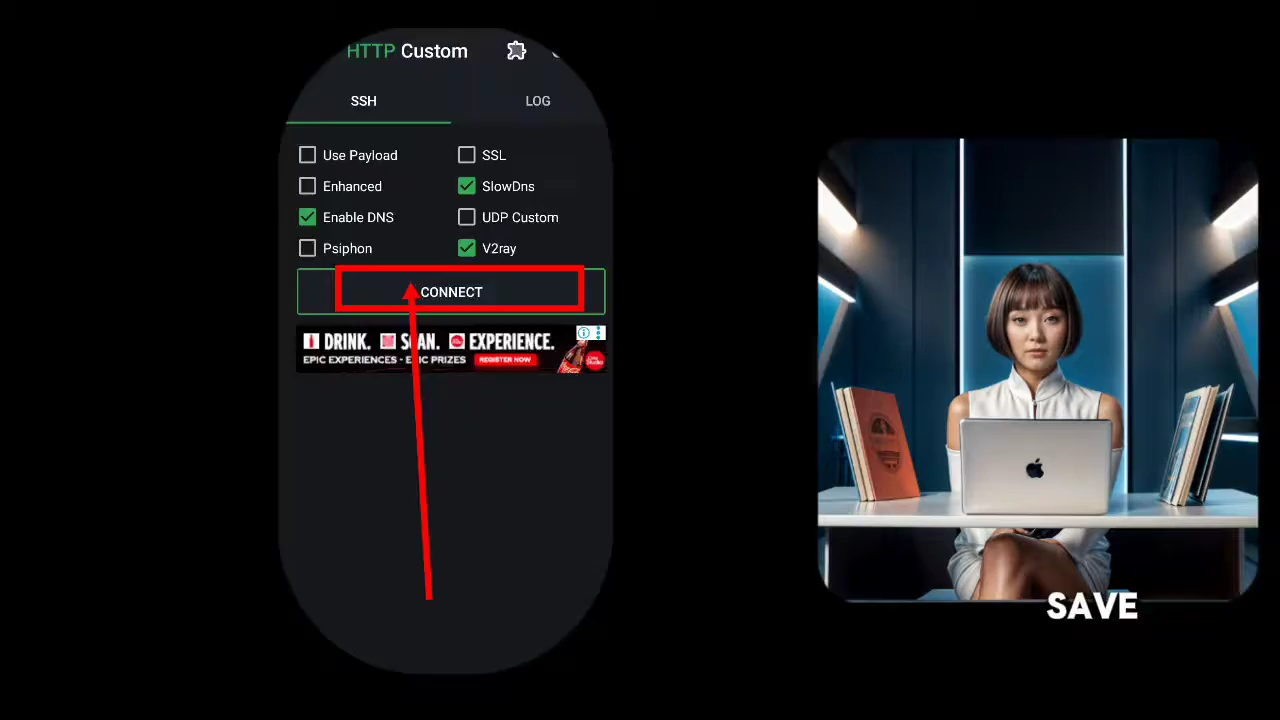 HTTP Custom
SSH LOG
Use Payload SSL
Enhanced SlowDns
Enable DNS UDP Custom
Psiphon V2ray
CONNECT
DRINK. SCAN. EXPERIENCE.
EPIC EXPERIENCES - EPIC PRIZES REGISTER NOW
SAVE